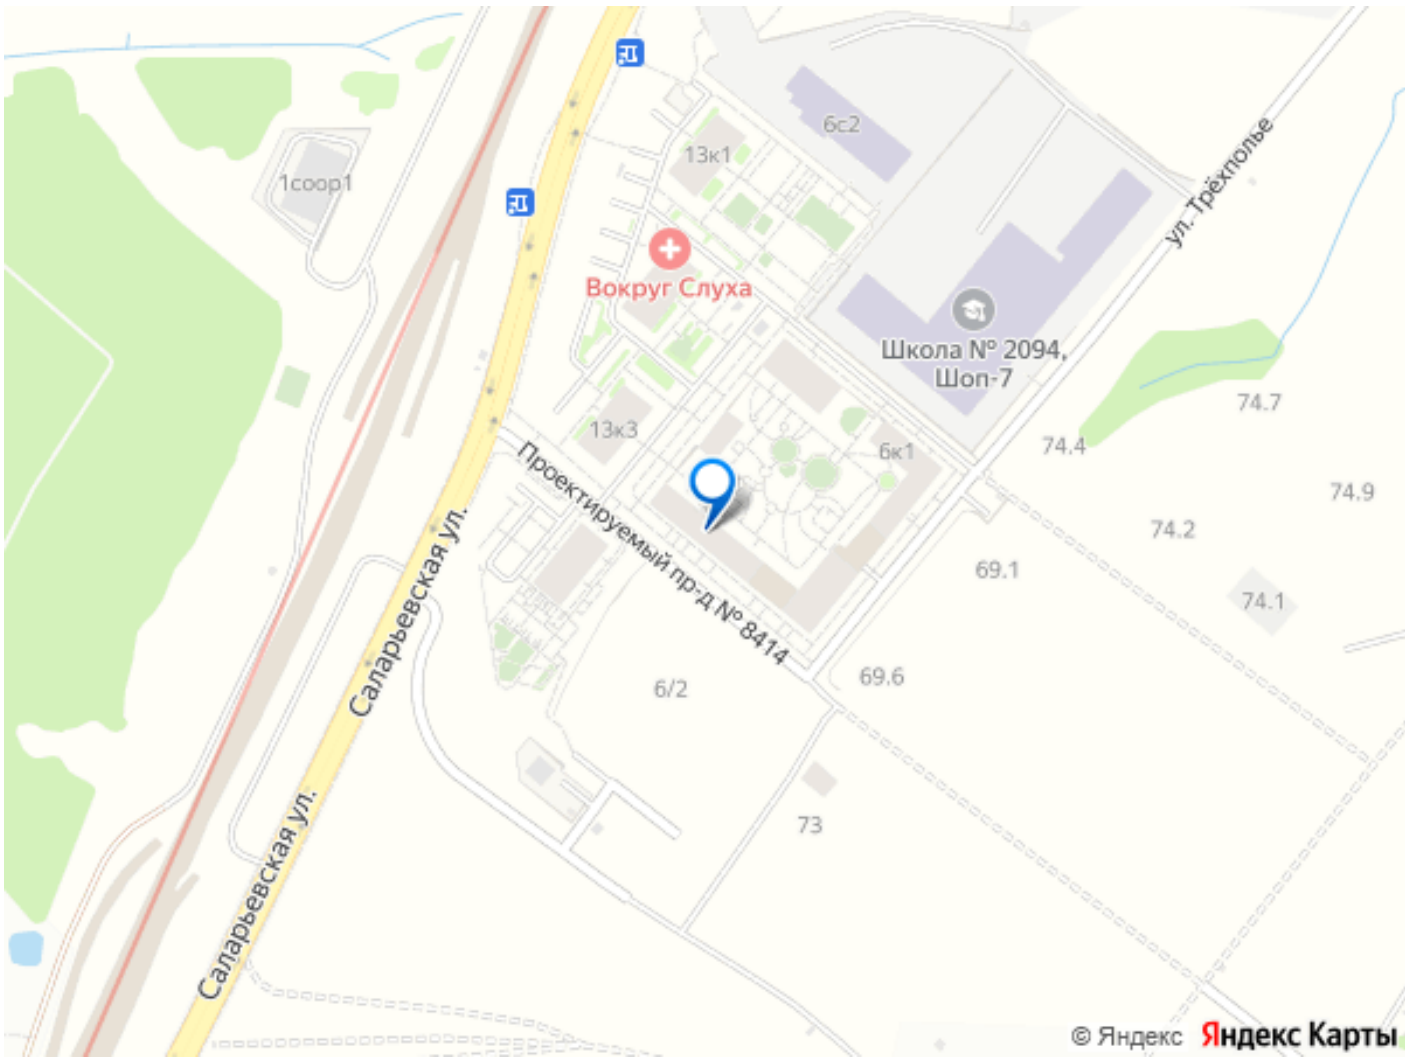 6с2
13к1
1соор1
ул. Трёхполье
Вокруг Слуха
Школа № 2094,
Шоп-7
74.7
13к3
6к1
74.4
74.9
74.2
Проектируемый пр-д № 8414
Саларьевская ул.
69.1
74.1
69.6
6/2
73
Саларьевская ул.
© Яндекс Яндекс Карты